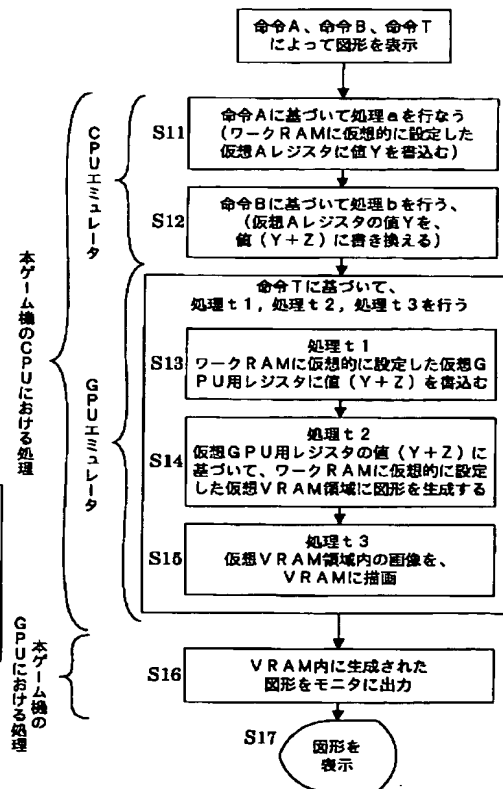 命令A、命令B、命令T
によって図形を表示
S11
命令Aに基づいて処理aを行なう
(ワークRAMに仮想的に設定した
仮想Aレジスタに値Yを書込む)
S12
命令Bに基づいて処理bを行う、
(仮想Aレジスタの値Yを、
値(Y+Z)に書き換える)
命令Tに基づいて、
処理t1,処理t2,処理t3を行う
S13
処理t1
ワークRAMに仮想的に設定した仮想G
PU用レジスタに値(Y+Z)を書込む
S14
処理t2
仮想GPU用レジスタの値(Y+Z)に
基づいて、ワークRAMに仮想的に設定
した仮想VRAM領域に図形を生成する
S15
処理t3
仮想VRAM領域内の画像を、
VRAMに描画
S16
VRAM内に生成された
図形をモニタに出力
S17
図形を
表示
CPUエミュレータ
GPUエミュレータ
本ゲーム機のCPUにおける処理
本ゲーム機の
GPUにおける処理